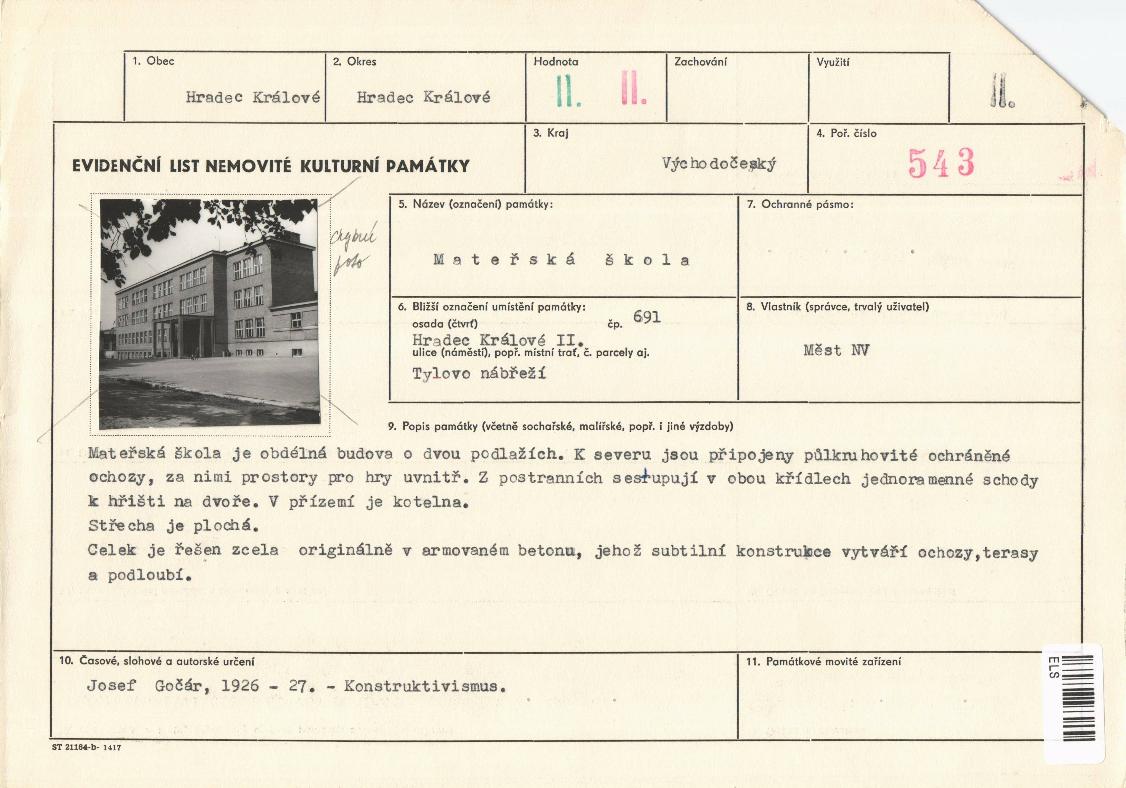 1. Obec
Hradec Králové
2. Okres
Hradec Králové
Hodnota
II. II.
Zachování
Využití
II.
EVIDENČNÍ LIST NEMOVITÉ KULTURNÍ PAMÁTKY
3. Kraj
Východočeský
4. Poř. číslo
543
chybné
foto
5. Název (označení) památky:
Mateřská škola
7. Ochranné pásmo:
6. Bližší označení umístění památky:
osada (čtvrť) čp. 691
Hradec Králové II.
ulice (náměstí), popř. místní trať, č. parcely aj.
Tylovo nábřeží
8. Vlastník (správce, trvalý uživatel)
Měst NV
9. Popis památky (včetně sochařské, malířské, popř. i jiné výzdoby)
Mateřská škola je obdélná budova o dvou podlažích. K severu jsou připojeny půlkruhovité ochráněné
ochozy, za nimi prostory pro hry uvnitř. Z postranních sestupují v obou křídlech jednoramenné schody
k hřišti na dvoře. V přízemí je kotelna.
Střecha je plochá.
Celek je řešen zcela originálně v armovaném betonu, jehož subtilní konstrukce vytváří ochozy,terasy
a podloubí.
10. Časové, slohové a autorské určení
Josef Gočár, 1926 - 27. - Konstruktivismus.
11. Památkové movité zařízení
ELS
ST 21184-b- 1417